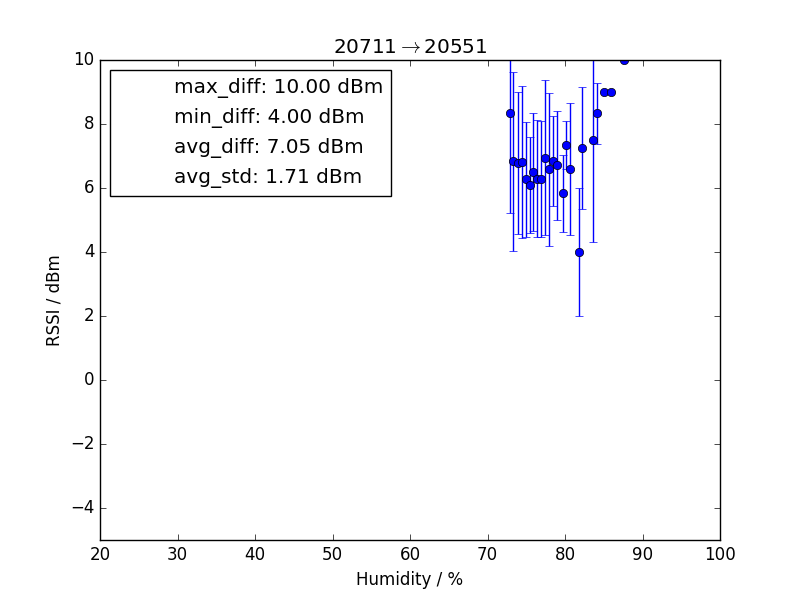 20711→20551
max_diff: 10.00 dBm
min_diff: 4.00 dBm
avg_diff: 7.05 dBm
avg_std: 1.71 dBm
10
8
6
4
2
0
−2
−4
RSSI / dBm
20 30 40 50 60 70 80 90 100
Humidity / %